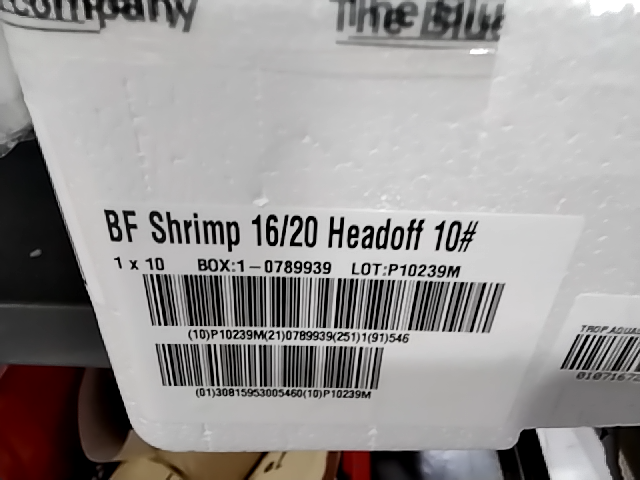 Company The Blue
BF Shrimp 16/20 Headoff 10#
1 x 10 BOX:1-0789939 LOT:P10239M
(10)P10239M(21)0789939(251)1(91)546
(01)30815953005460(10)P10239M